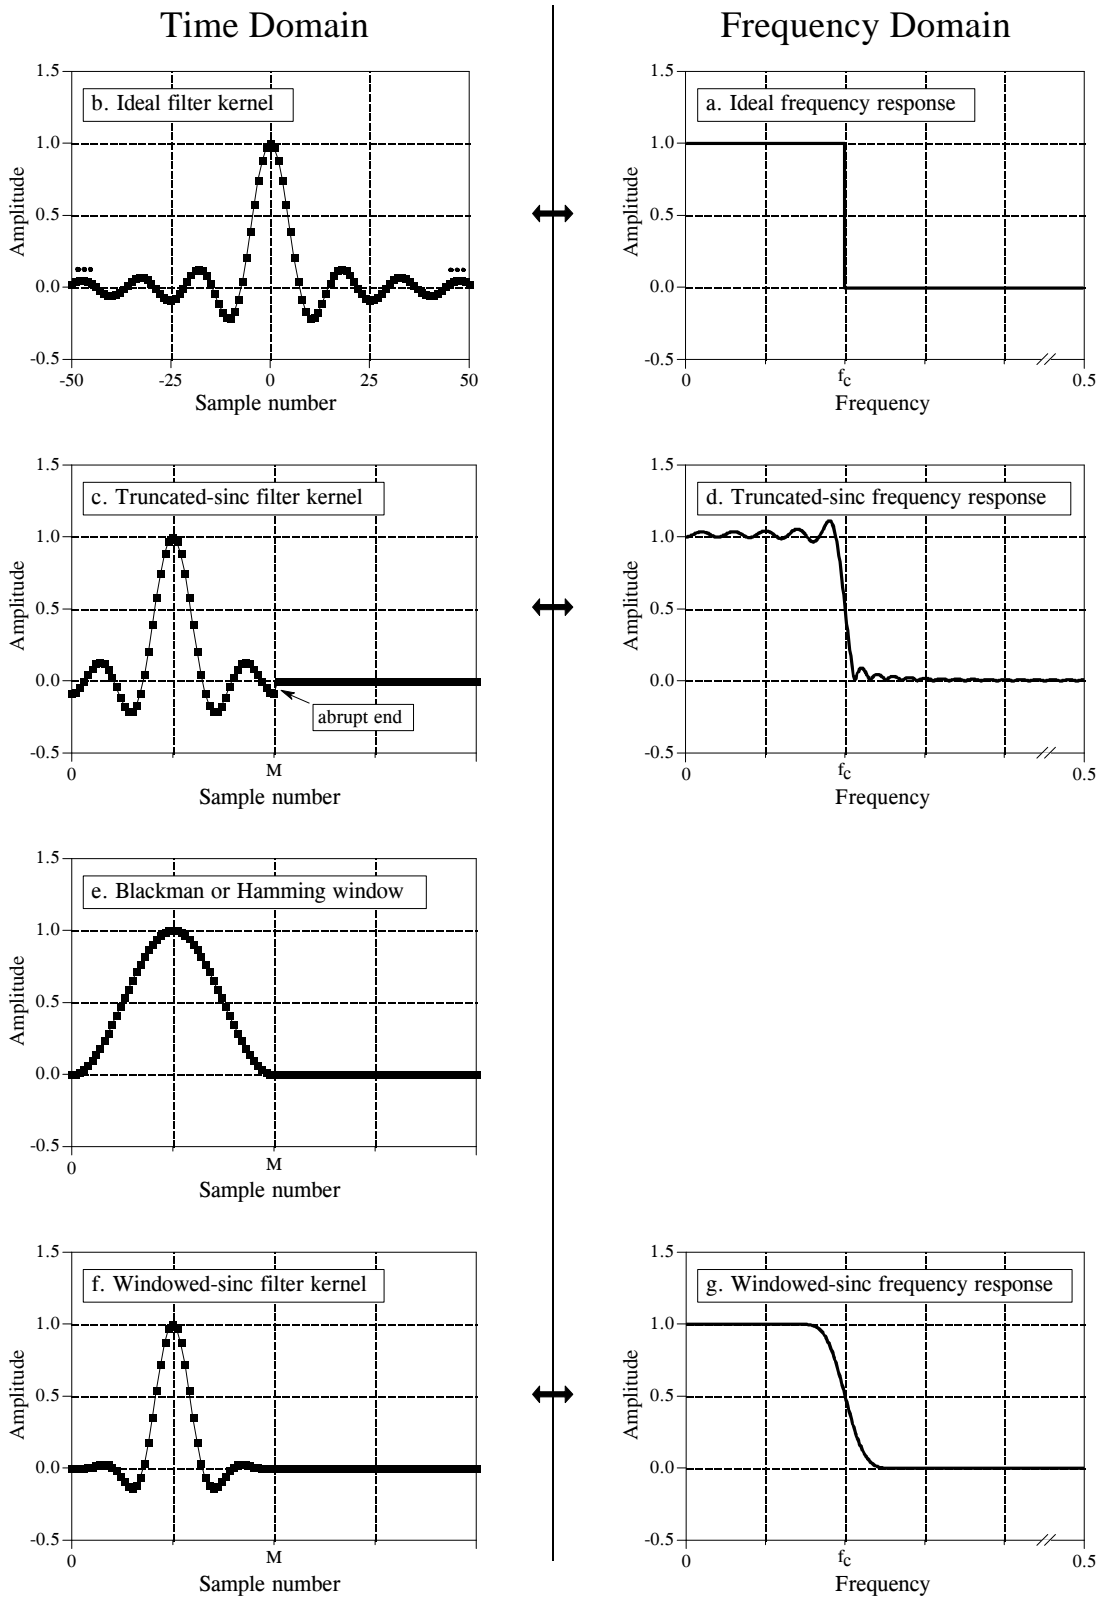 Time Domain
Frequency Domain
1.5
1.0
0.5
0.0
-0.5
Amplitude
b. Ideal filter kernel
-50
-25
0
25
50
Sample number
1.5
1.0
0.5
0.0
-0.5
Amplitude
a. Ideal frequency response
0
fc
0.5
Frequency
1.5
1.0
0.5
0.0
-0.5
Amplitude
c. Truncated-sinc filter kernel
abrupt end
0
M
Sample number
1.5
1.0
0.5
0.0
-0.5
Amplitude
d. Truncated-sinc frequency response
0
fc
0.5
Frequency
1.5
1.0
0.5
0.0
-0.5
Amplitude
e. Blackman or Hamming window
0
M
Sample number
1.5
1.0
0.5
0.0
-0.5
Amplitude
f. Windowed-sinc filter kernel
0
M
Sample number
1.5
1.0
0.5
0.0
-0.5
Amplitude
g. Windowed-sinc frequency response
0
fc
0.5
Frequency